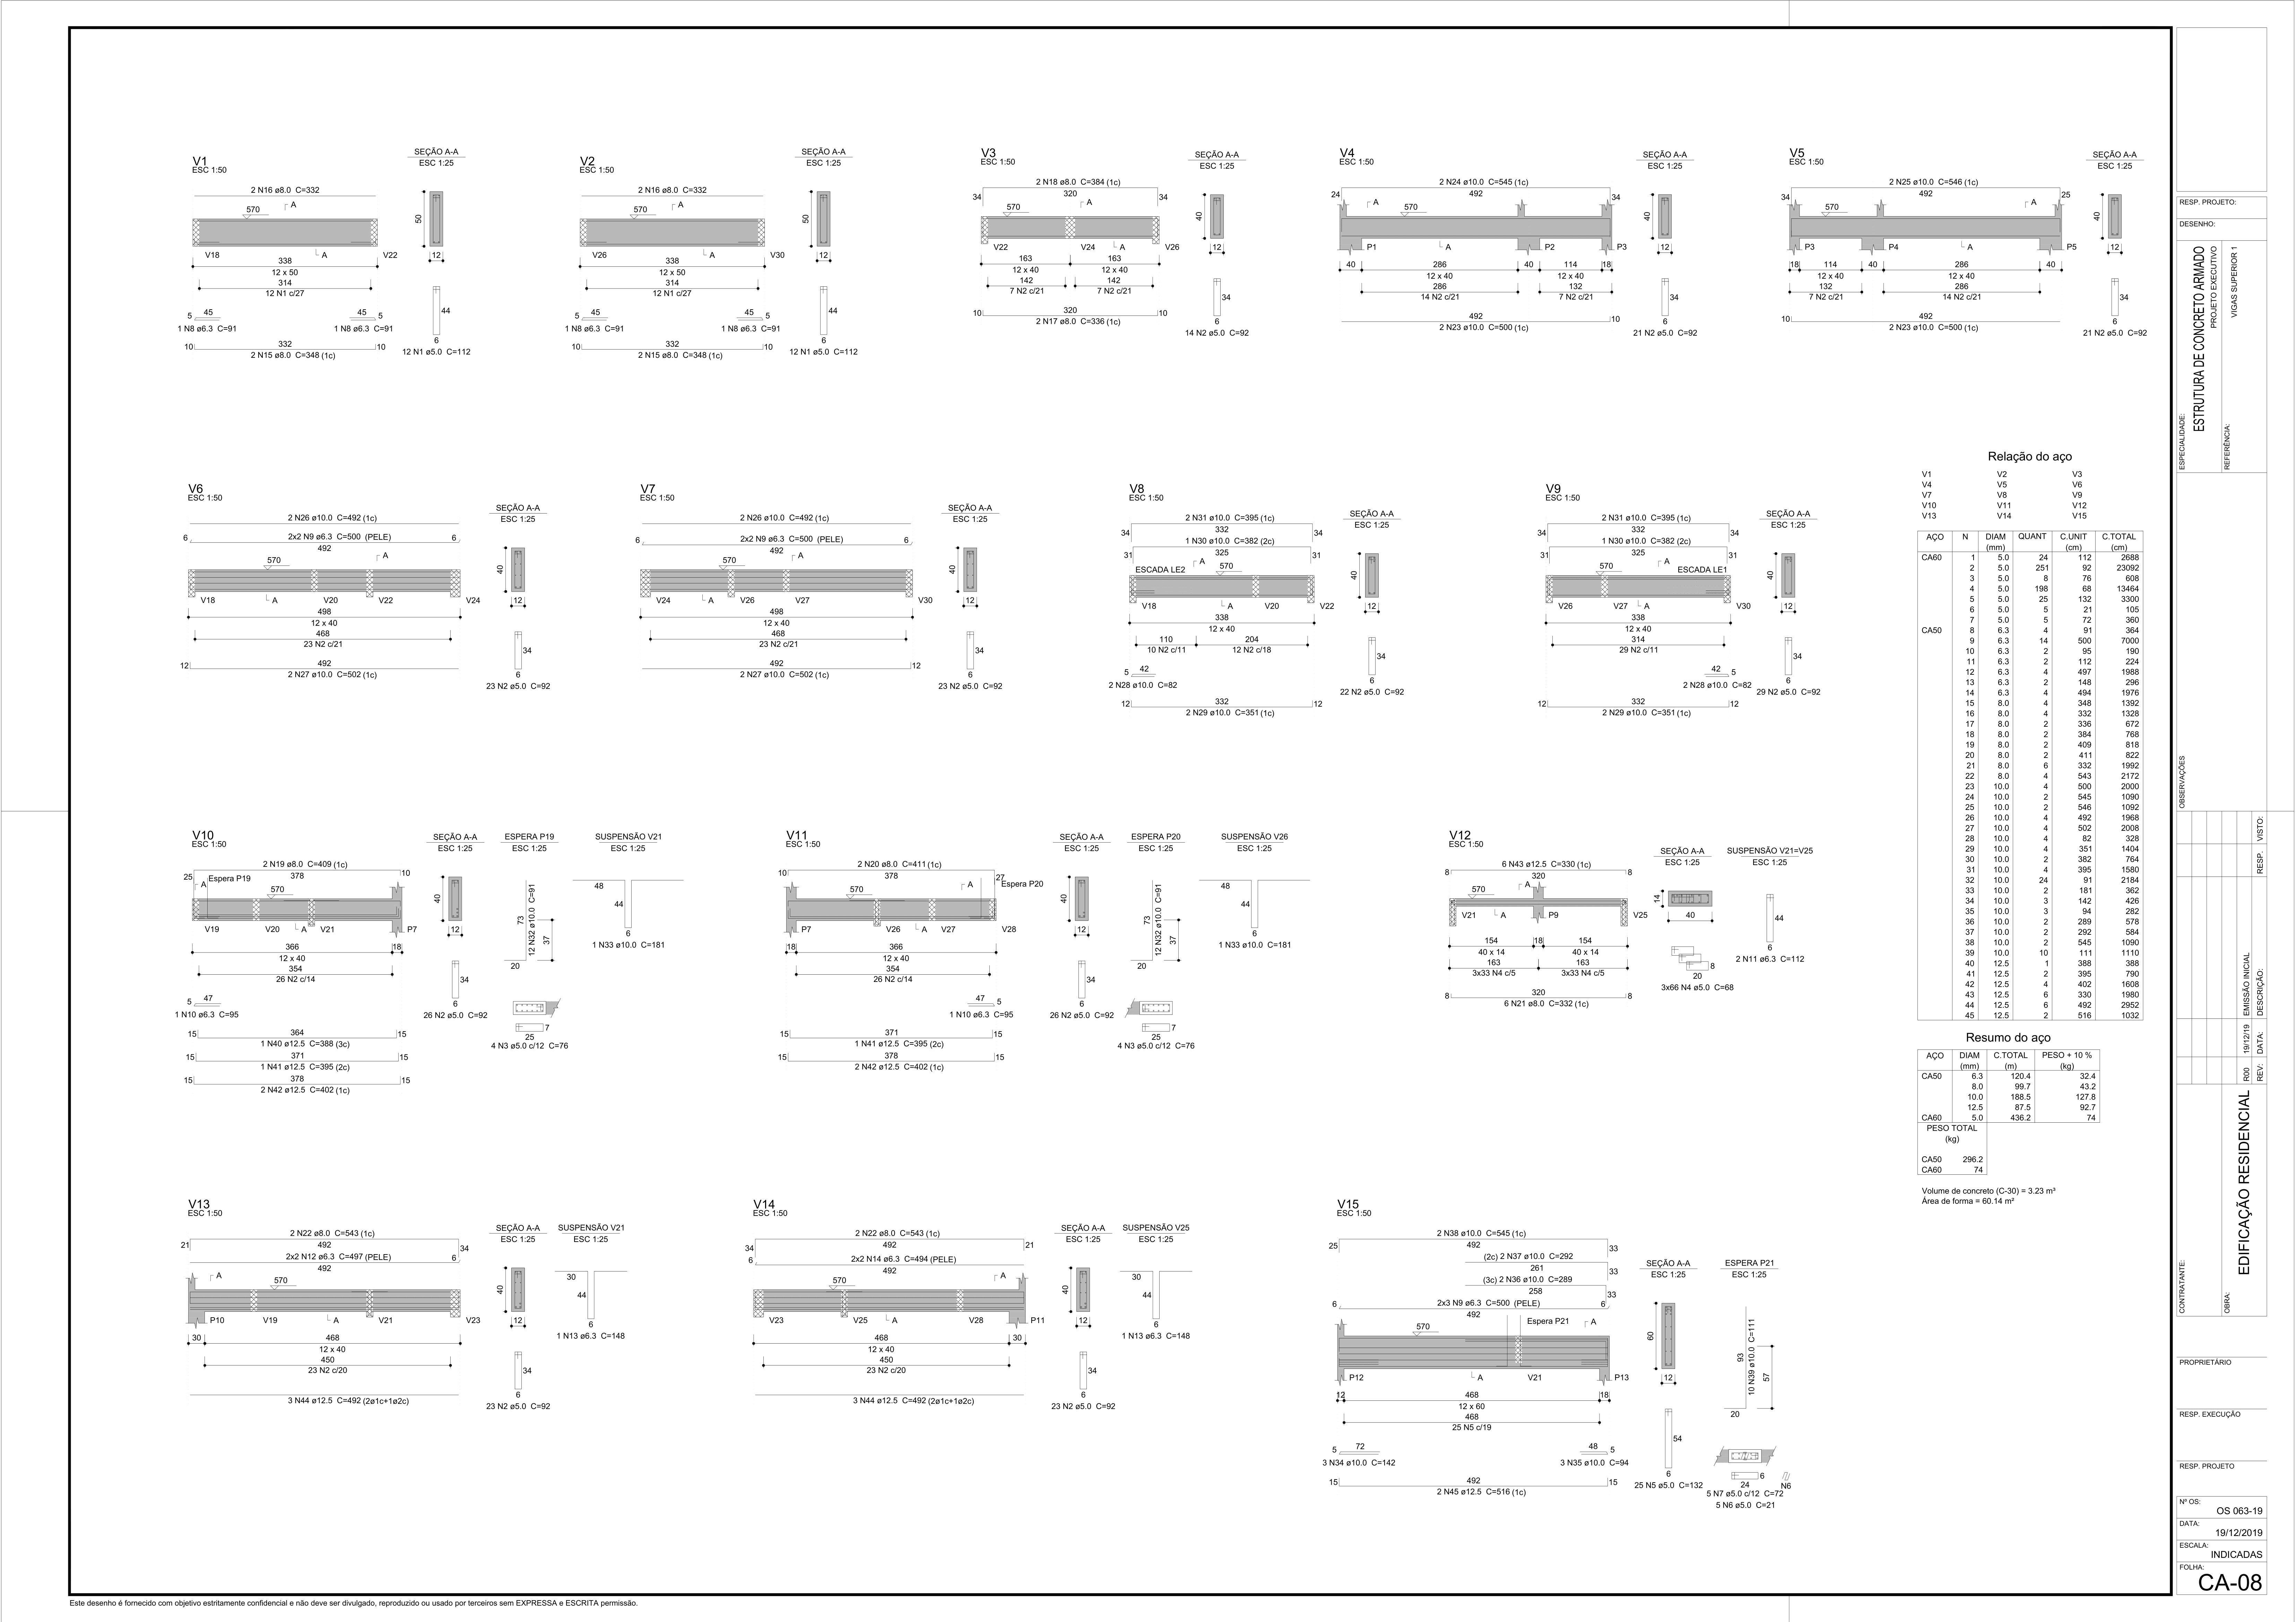 V1
ESC 1:50
SEÇÃO A-A
ESC 1:25
2 N16 ø8.0 C=332
A
570
50
V18
A
V22
12
338
12 x 50
314
12 N1 c/27
44
5 45
45 5
1 N8 ø6.3 C=91
1 N8 ø6.3 C=91
6
12 N1 ø5.0 C=112
10 332 10
2 N15 ø8.0 C=348 (1c)
V2
ESC 1:50
SEÇÃO A-A
ESC 1:25
2 N16 ø8.0 C=332
A
570
50
V26
A
V30
12
338
12 x 50
314
12 N1 c/27
44
5 45
45 5
1 N8 ø6.3 C=91
1 N8 ø6.3 C=91
6
12 N1 ø5.0 C=112
10 332 10
2 N15 ø8.0 C=348 (1c)
V3
ESC 1:50
SEÇÃO A-A
ESC 1:25
2 N18 ø8.0 C=384 (1c)
34 320 34
A
570
40
V22
V24
A
V26
12
163 163
12 x 40 12 x 40
142 142
7 N2 c/21 7 N2 c/21
34
6
14 N2 ø5.0 C=92
10 320 10
2 N17 ø8.0 C=336 (1c)
V4
ESC 1:50
SEÇÃO A-A
ESC 1:25
2 N24 ø10.0 C=545 (1c)
24 492 34
A
570
40
P1
A
P2
P3
12
40 286 40 114 18
12 x 40 12 x 40
286 132
14 N2 c/21 7 N2 c/21
34
6
21 N2 ø5.0 C=92
492 10
2 N23 ø10.0 C=500 (1c)
V5
ESC 1:50
SEÇÃO A-A
ESC 1:25
2 N25 ø10.0 C=546 (1c)
34 492 25
A
570
40
P3
P4
A
P5
12
18 114 40 286 40
12 x 40 12 x 40
132 286
7 N2 c/21 14 N2 c/21
34
6
21 N2 ø5.0 C=92
10 492
2 N23 ø10.0 C=500 (1c)
V6
ESC 1:50
SEÇÃO A-A
ESC 1:25
2 N26 ø10.0 C=492 (1c)
6 2x2 N9 ø6.3 C=500 (PELE) 6
492
A
570
40
V18
A
V20
V22
V24
12
498
12 x 40
468
23 N2 c/21
34
6
23 N2 ø5.0 C=92
12 492
2 N27 ø10.0 C=502 (1c)
V7
ESC 1:50
SEÇÃO A-A
ESC 1:25
2 N26 ø10.0 C=492 (1c)
6 2x2 N9 ø6.3 C=500 (PELE) 6
492
A
570
40
V24
A
V26
V27
V30
12
498
12 x 40
468
23 N2 c/21
34
6
23 N2 ø5.0 C=92
492 12
2 N27 ø10.0 C=502 (1c)
V8
ESC 1:50
SEÇÃO A-A
ESC 1:25
2 N31 ø10.0 C=395 (1c)
34 332 34
1 N30 ø10.0 C=382 (2c)
31 325 31
ESCADA LE2
A
570
40
V18
A
V20
V22
12
338
12 x 40
110 204
10 N2 c/11 12 N2 c/18
34
5 42
6
2 N28 ø10.0 C=82
22 N2 ø5.0 C=92
12 332 12
2 N29 ø10.0 C=351 (1c)
V9
ESC 1:50
SEÇÃO A-A
ESC 1:25
2 N31 ø10.0 C=395 (1c)
34 332 34
1 N30 ø10.0 C=382 (2c)
31 325 31
570
A
ESCADA LE1
40
V26
V27
A
V30
12
338
12 x 40
314
29 N2 c/11
34
42 5
6
2 N28 ø10.0 C=82
29 N2 ø5.0 C=92
12 332 12
2 N29 ø10.0 C=351 (1c)
V10
ESC 1:50
SEÇÃO A-A
ESC 1:25
ESPERA P19
ESC 1:25
SUSPENSÃO V21
ESC 1:25
2 N19 ø8.0 C=409 (1c)
25 378 10
A
Espera P19
570
40
V19
V20
A
V21
P7
12
366 18
12 x 40
354
26 N2 c/14
34
73
12 N32 ø10.0 C=91
37
20
48
44
6
1 N33 ø10.0 C=181
5 47
1 N10 ø6.3 C=95
6
26 N2 ø5.0 C=92
7
25
4 N3 ø5.0 c/12 C=76
15 364 15
1 N40 ø12.5 C=388 (3c)
15 371 15
1 N41 ø12.5 C=395 (2c)
15 378 15
2 N42 ø12.5 C=402 (1c)
V11
ESC 1:50
SEÇÃO A-A
ESC 1:25
ESPERA P20
ESC 1:25
SUSPENSÃO V26
ESC 1:25
2 N20 ø8.0 C=411 (1c)
10 378 27
570
A
Espera P20
40
P7
V26
A
V27
V28
12
18 366
12 x 40
354
26 N2 c/14
34
73
12 N32 ø10.0 C=91
37
20
48
44
6
1 N33 ø10.0 C=181
47 5
1 N10 ø6.3 C=95
6
26 N2 ø5.0 C=92
7
25
4 N3 ø5.0 c/12 C=76
15 371 15
1 N41 ø12.5 C=395 (2c)
15 378 15
2 N42 ø12.5 C=402 (1c)
V12
ESC 1:50
SEÇÃO A-A
ESC 1:25
SUSPENSÃO V21=V25
ESC 1:25
6 N43 ø12.5 C=330 (1c)
8 320 8
570
A
14
40
V21
A
P9
V25
154 18 154
40 x 14 40 x 14
163 163
3x33 N4 c/5 3x33 N4 c/5
8
20
3x66 N4 ø5.0 C=68
44
6
2 N11 ø6.3 C=112
8 320 8
6 N21 ø8.0 C=332 (1c)
V13
ESC 1:50
SEÇÃO A-A
ESC 1:25
SUSPENSÃO V21
ESC 1:25
2 N22 ø8.0 C=543 (1c)
21 492 34
2x2 N12 ø6.3 C=497 (PELE) 6
492
A
570
40
P10
V19
A
V21
V23
12
30 468
12 x 40
450
23 N2 c/20
34
6
23 N2 ø5.0 C=92
30
44
6
1 N13 ø6.3 C=148
3 N44 ø12.5 C=492 (2ø1c+1ø2c)
V14
ESC 1:50
SEÇÃO A-A
ESC 1:25
SUSPENSÃO V25
ESC 1:25
2 N22 ø8.0 C=543 (1c)
34 492 21
6 2x2 N14 ø6.3 C=494 (PELE)
492
570
A
40
V23
V25
A
V28
P11
12
468 30
12 x 40
450
23 N2 c/20
34
6
23 N2 ø5.0 C=92
30
44
6
1 N13 ø6.3 C=148
3 N44 ø12.5 C=492 (2ø1c+1ø2c)
V15
ESC 1:50
SEÇÃO A-A
ESC 1:25
ESPERA P21
ESC 1:25
2 N38 ø10.0 C=545 (1c)
25 492 33
(2c) 2 N37 ø10.0 C=292
261 33
(3c) 2 N36 ø10.0 C=289
258 33
6 2x3 N9 ø6.3 C=500 (PELE) 6
492
Espera P21
570
A
60
P12
A
V21
P13
12
12 468 18
12 x 60
468
25 N5 c/19
54
93
10 N39 ø10.0 C=111
57
20
5 72
48 5
3 N34 ø10.0 C=142
3 N35 ø10.0 C=94
6
25 N5 ø5.0 C=132
6
24
N6
5 N7 ø5.0 c/12 C=72
5 N6 ø5.0 C=21
15 492 15
2 N45 ø12.5 C=516 (1c)
Relação do aço
V1 V2 V3
V4 V5 V6
V7 V8 V9
V10 V11 V12
V13 V14 V15
AÇO N DIAM QUANT C.UNIT C.TOTAL
(mm) (cm) (cm)
CA60 1 5.0 24 112 2688
2 5.0 251 92 23092
3 5.0 8 76 608
4 5.0 198 68 13464
5 5.0 25 132 3300
6 5.0 5 21 105
7 5.0 5 72 360
CA50 8 6.3 4 91 364
9 6.3 14 500 7000
10 6.3 2 95 190
11 6.3 2 112 224
12 6.3 4 497 1988
13 6.3 2 148 296
14 6.3 4 494 1976
15 8.0 4 348 1392
16 8.0 4 332 1328
17 8.0 2 336 672
18 8.0 2 384 768
19 8.0 2 409 818
20 8.0 2 411 822
21 8.0 6 332 1992
22 8.0 4 543 2172
23 10.0 4 500 2000
24 10.0 2 545 1090
25 10.0 2 546 1092
26 10.0 4 492 1968
27 10.0 4 502 2008
28 10.0 4 82 328
29 10.0 4 351 1404
30 10.0 2 382 764
31 10.0 4 395 1580
32 10.0 24 91 2184
33 10.0 2 181 362
34 10.0 3 142 426
35 10.0 3 94 282
36 10.0 2 289 578
37 10.0 2 292 584
38 10.0 2 545 1090
39 10.0 10 111 1110
40 12.5 1 388 388
41 12.5 2 395 790
42 12.5 4 402 1608
43 12.5 6 330 1980
44 12.5 6 492 2952
45 12.5 2 516 1032
Resumo do aço
AÇO DIAM C.TOTAL PESO + 10 %
(mm) (m) (kg)
CA50 6.3 120.4 32.4
8.0 99.7 43.2
10.0 188.5 127.8
12.5 87.5 92.7
CA60 5.0 436.2 74
PESO TOTAL
(kg)
CA50 296.2
CA60 74
Volume de concreto (C-30) = 3.23 m³
Área de forma = 60.14 m²
RESP. PROJETO:
DESENHO:
ESPECIALIDADE:
ESTRUTURA DE CONCRETO ARMADO
PROJETO EXECUTIVO
REFERÊNCIA:
VIGAS SUPERIOR 1
OBSERVAÇÕES
R00 19/12/19 EMISSÃO INICIAL
REV: DATA: DESCRIÇÃO: RESP. VISTO:
CONTRATANTE:
OBRA:
EDIFICAÇÃO RESIDENCIAL
PROPRIETÁRIO
RESP. EXECUÇÃO
RESP. PROJETO
Nº OS:
OS 063-19
DATA:
19/12/2019
ESCALA:
INDICADAS
FOLHA:
CA-08
Este desenho é fornecido com objetivo estritamente confidencial e não deve ser divulgado, reproduzido ou usado por terceiros sem EXPRESSA e ESCRITA permissão.